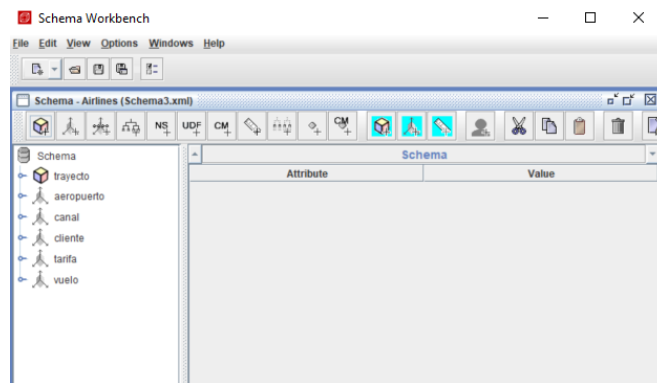 Schema Workbench
File Edit View Options Windows Help
Schema - Airlines (Schema3.xml)
NS UDF CM CM
Schema
Schema
Attribute Value
trayecto
aeropuerto
canal
cliente
tarifa
vuelo